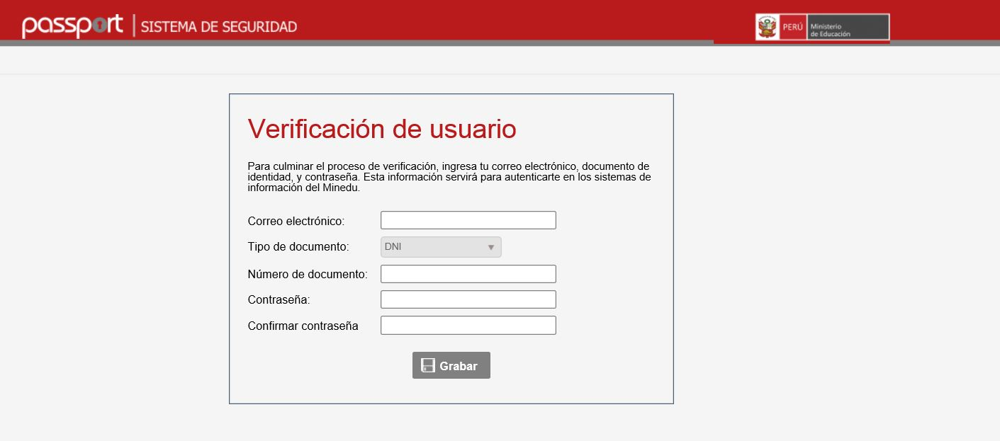 passport | SISTEMA DE SEGURIDAD
PERÚ
Ministerio
de Educación
Verificación de usuario
Para culminar el proceso de verificación, ingresa tu correo electrónico, documento de
identidad, y contraseña. Esta información servirá para autenticarte en los sistemas de
información del Minedu.
Correo electrónico:
Tipo de documento: DNI
Número de documento:
Contraseña:
Confirmar contraseña
Grabar